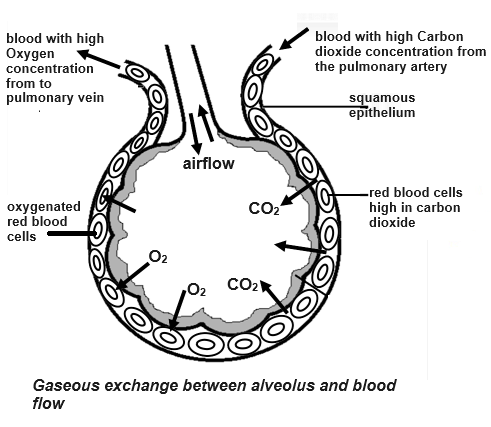 blood with high
Oxygen
concentration
from to
pulmonary vein
blood with high Carbon
dioxide concentration from
the pulmonary artery
squamous
epithelium
airflow
oxygenated
red blood
cells
CO2
red blood cells
high in carbon
dioxide
O2
O2
CO2
Gaseous exchange between alveolus and blood
flow